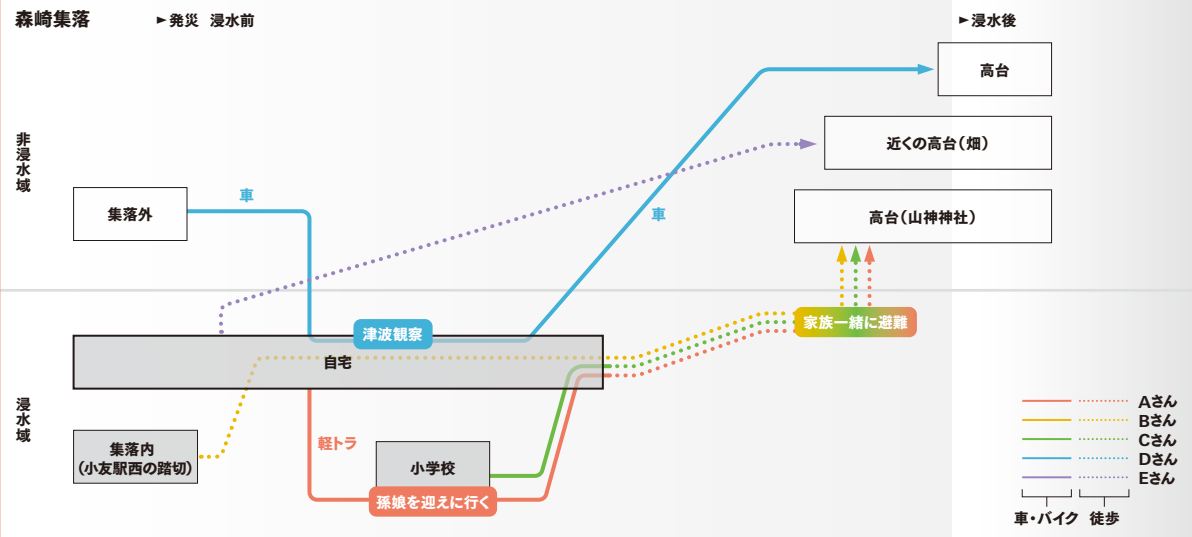 森崎集落
►発災 浸水前
►浸水後
非浸水域
高台
近くの高台（畑）
集落外
車
車
高台（山神神社）
津波観察
家族一緒に避難
自宅
浸水域
集落内
（小友駅西の踏切）
軽トラ
小学校
孫娘を迎えに行く
Aさん
Bさん
Cさん
Dさん
Eさん
車・バイク
徒歩